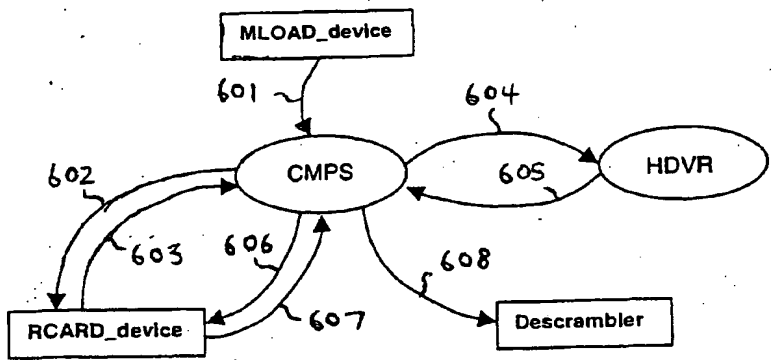 MLOAD_device
601
604
CMPS
605
HDVR
602
603
606
608
607
RCARD_device
Descrambler